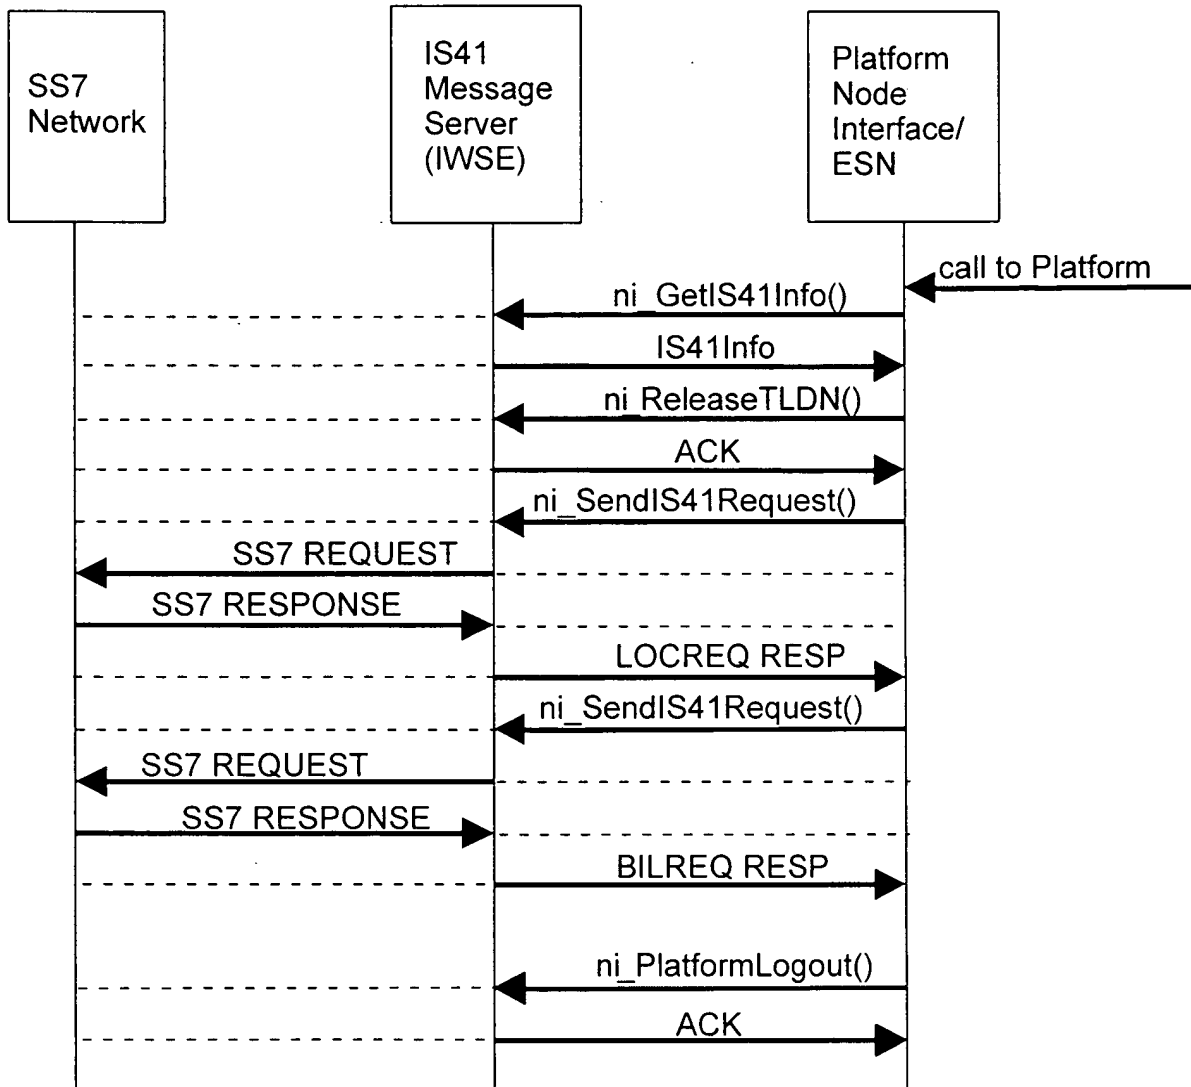 SS7
Network
IS41
Message
Server
(IWSE)
Platform
Node
Interface/
ESN
call to Platform
ni_GetIS41Info()
IS41Info
ni_ReleaseTLDN()
ACK
ni_SendIS41Request()
SS7 REQUEST
SS7 RESPONSE
LOCREQ RESP
ni_SendIS41Request()
SS7 REQUEST
SS7 RESPONSE
BILREQ RESP
ni_PlatformLogout()
ACK